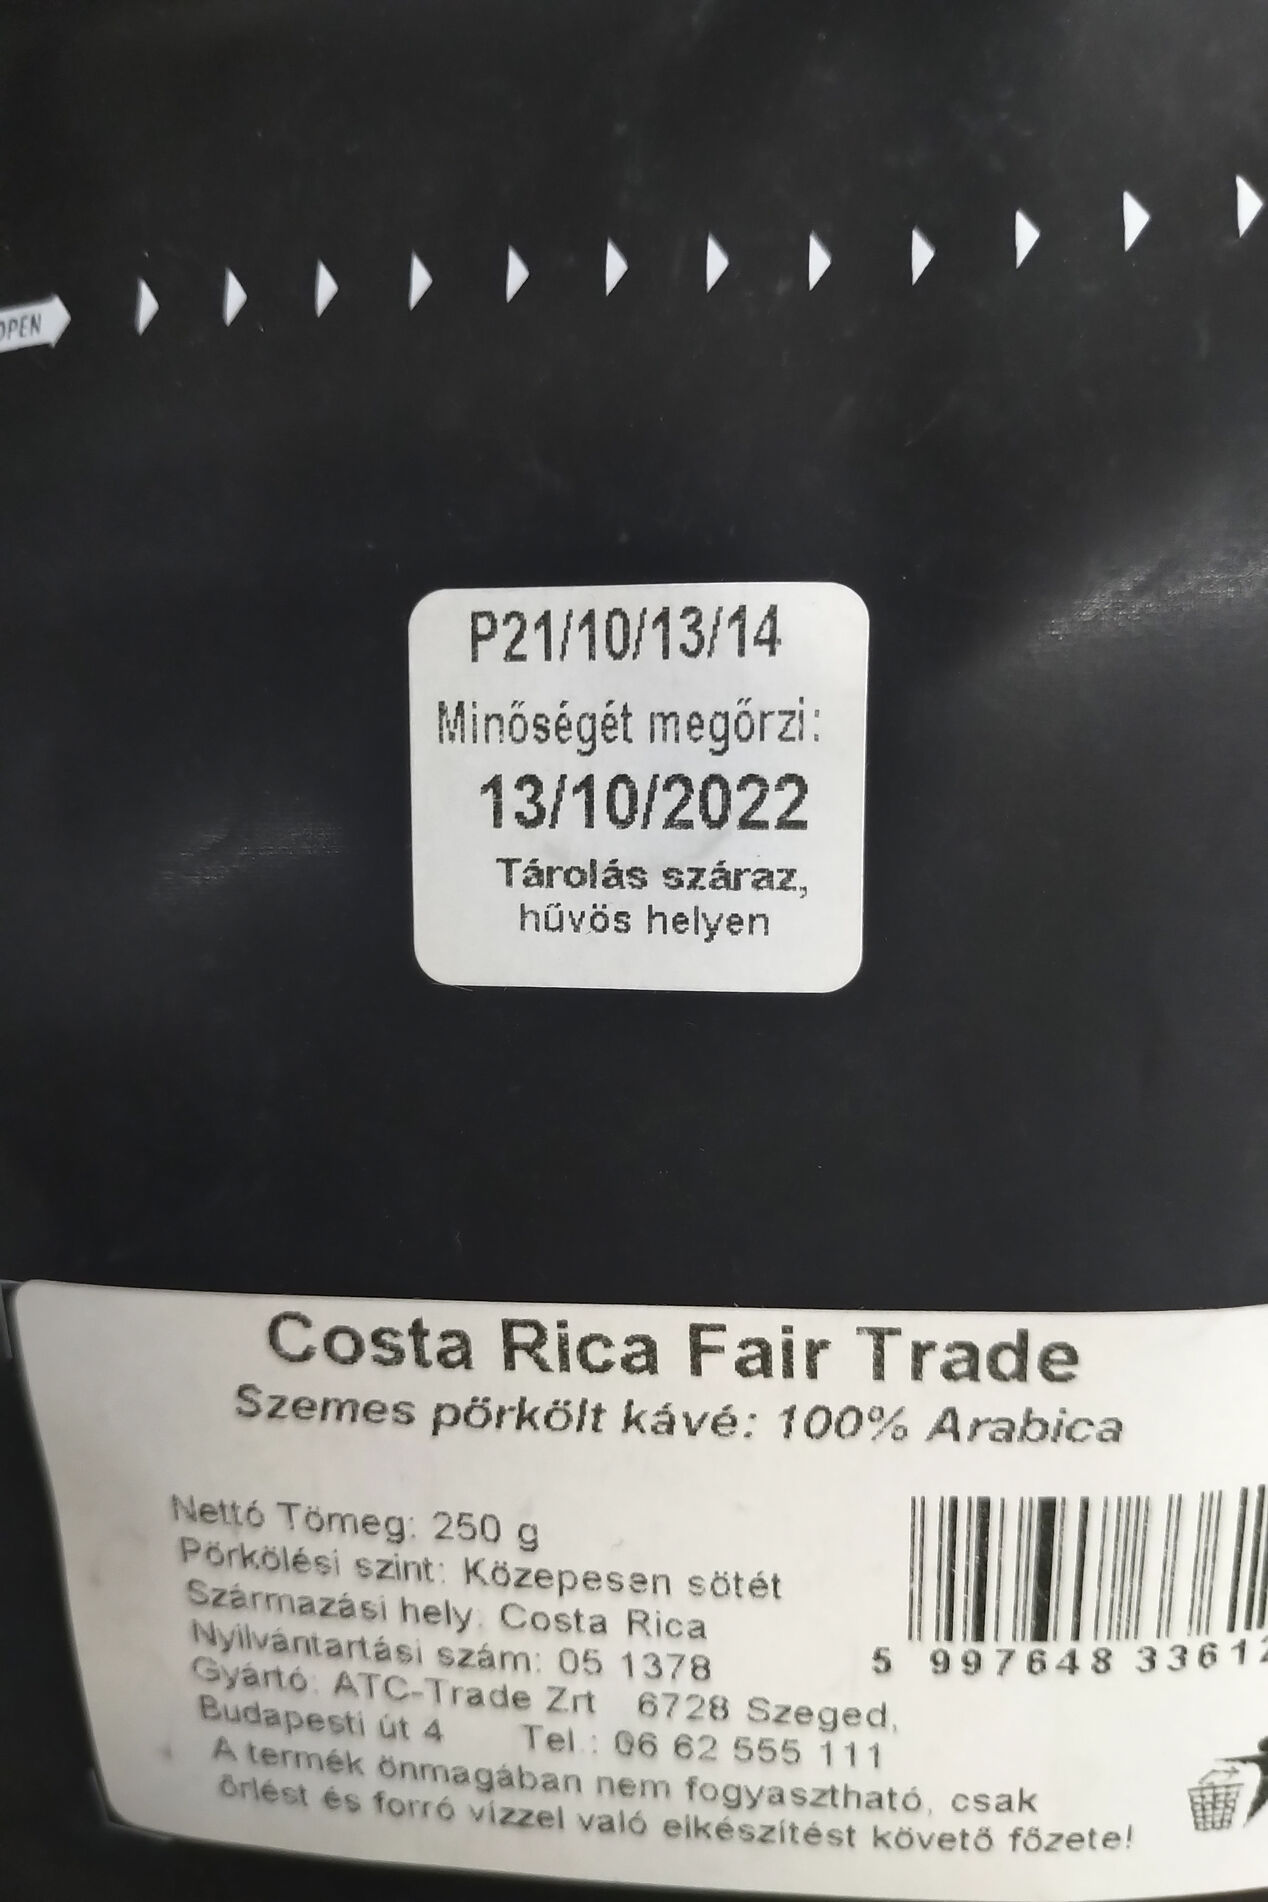 OPEN
P21/10/13/14
Minőségét megőrzi:
13/10/2022
Tárolás száraz,
hűvös helyen
Costa Rica Fair Trade
Szemes pörkölt kávé: 100% Arabica
Nettó Tömeg: 250 g
Pörkölési szint: Közepesen sötét
Származási hely: Costa Rica
Nyilvántartási szám: 05 1378
Gyártó: ATC-Trade Zrt 6728 Szeged,
Budapesti út 4 Tel.: 06 62 555 111
A termék önmagában nem fogyasztható, csak
őrlést és forró vízzel való elkészítést követő főzete!
5 997648 33612